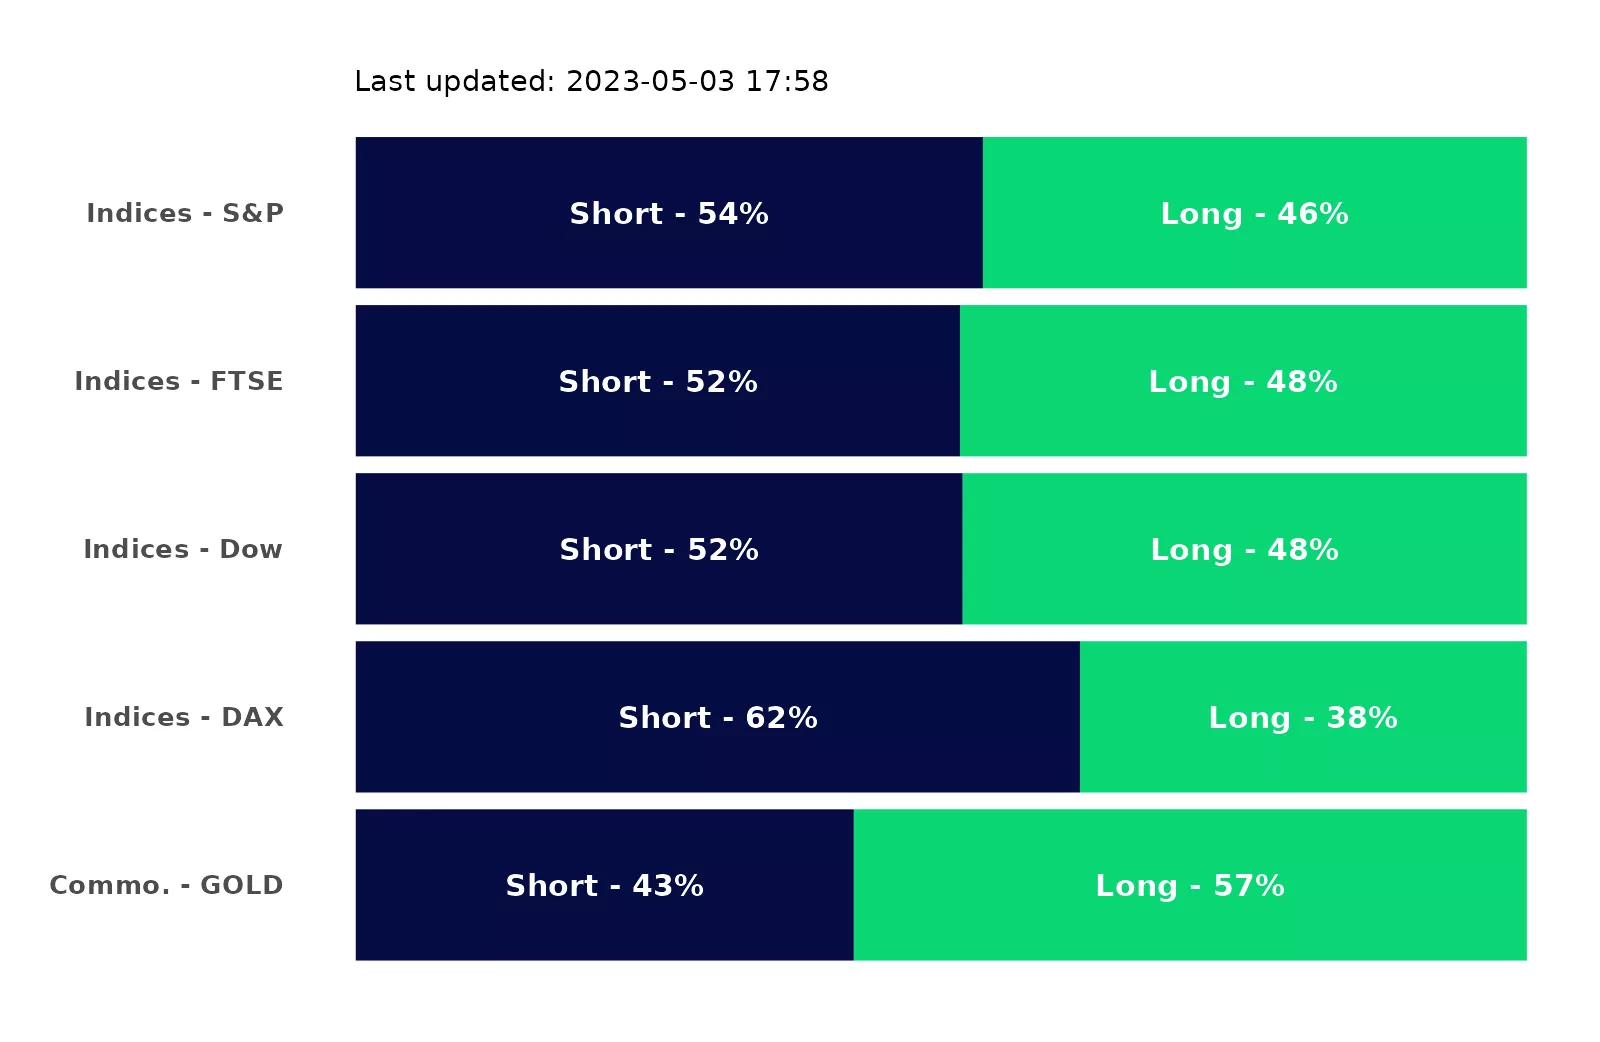 Last updated: 2023-05-03 17:58
Indices - S&P Short - 54% Long - 46%
Indices - FTSE Short - 52% Long - 48%
Indices - Dow Short - 52% Long - 48%
Indices - DAX Short - 62% Long - 38%
Commo. - GOLD Short - 43% Long - 57%